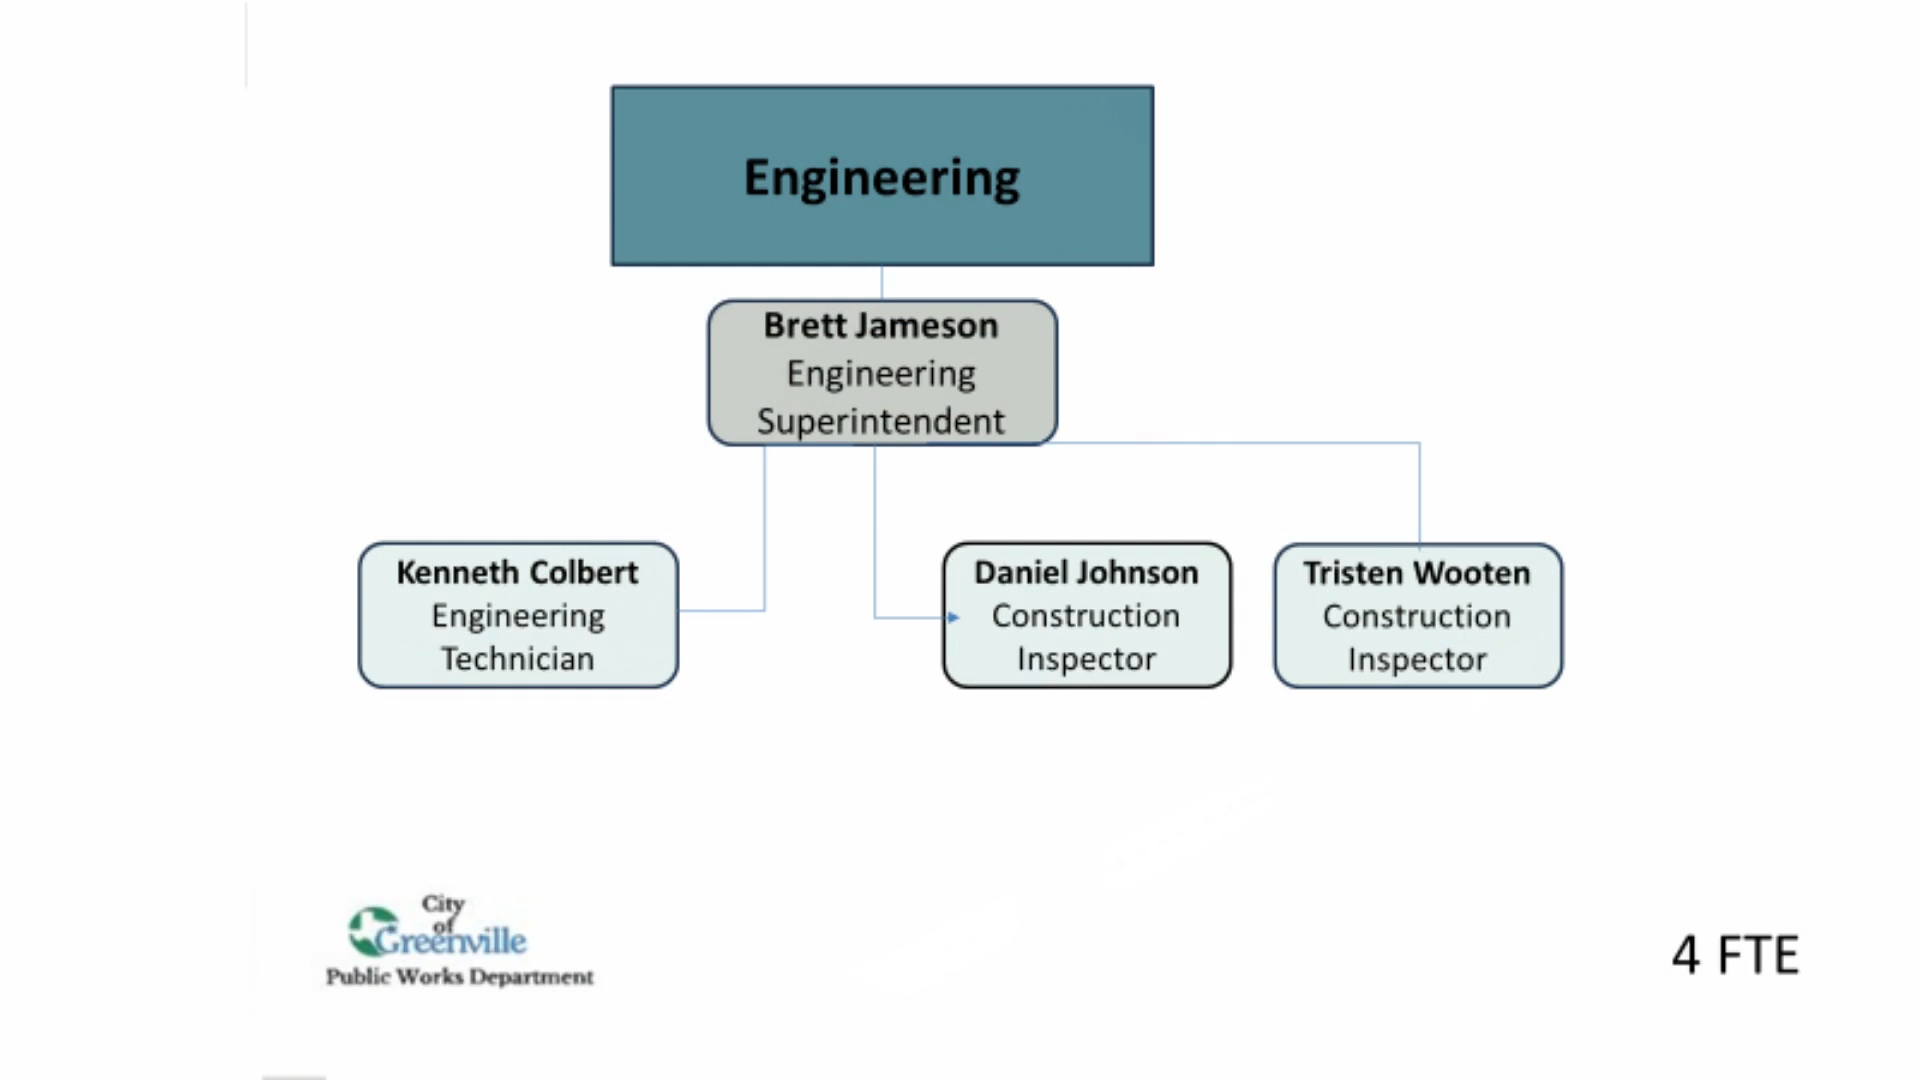 Engineering
Brett Jameson
Engineering
Superintendent
Kenneth Colbert
Engineering
Technician
Daniel Johnson
Construction
Inspector
Tristen Wooten
Construction
Inspector
City
of
Greenville
Public Works Department
4 FTE